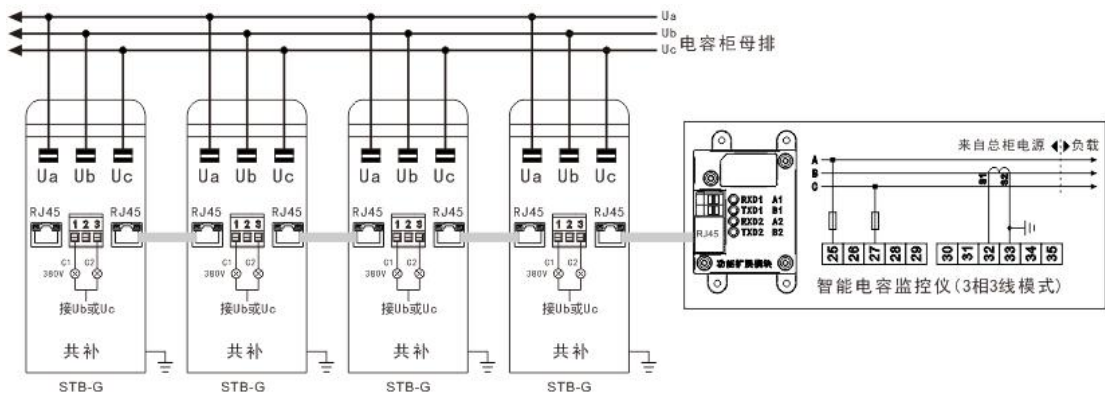 Ua
Ub
Uc
电容柜母排
Ua Ub Uc
RJ45 RJ45
1 2 3
C1 C2
380V
接Ub或Uc
共补
STB-G
Ua Ub Uc
RJ45 RJ45
1 2 3
C1 C2
380V
接Ub或Uc
共补
STB-G
Ua Ub Uc
RJ45 RJ45
1 2 3
C1 C2
380V
接Ub或Uc
共补
STB-G
Ua Ub Uc
RJ45 RJ45
1 2 3
C1 C2
380V
接Ub或Uc
共补
STB-G
RXD1 A1
TXD1 B1
RXD2 A2
TXD2 B2
RJ45
功能扩展模块
来自总柜电源 负载
A
B
C
S1 S2
25 26 27 28 29 30 31 32 33 34 35
智能电容监控仪(3相3线模式)